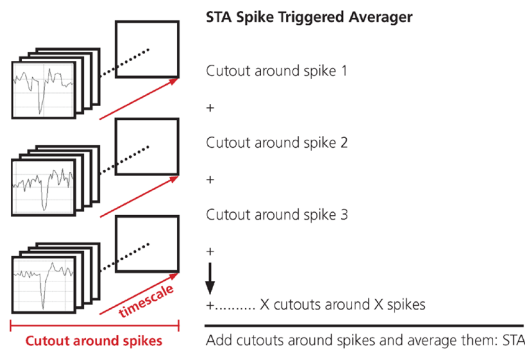 STA Spike Triggered Averager
Cutout around spike 1
+
Cutout around spike 2
+
Cutout around spike 3
+
timescale
+.......... X cutouts around X spikes
Cutout around spikes
Add cutouts around spikes and average them: STA